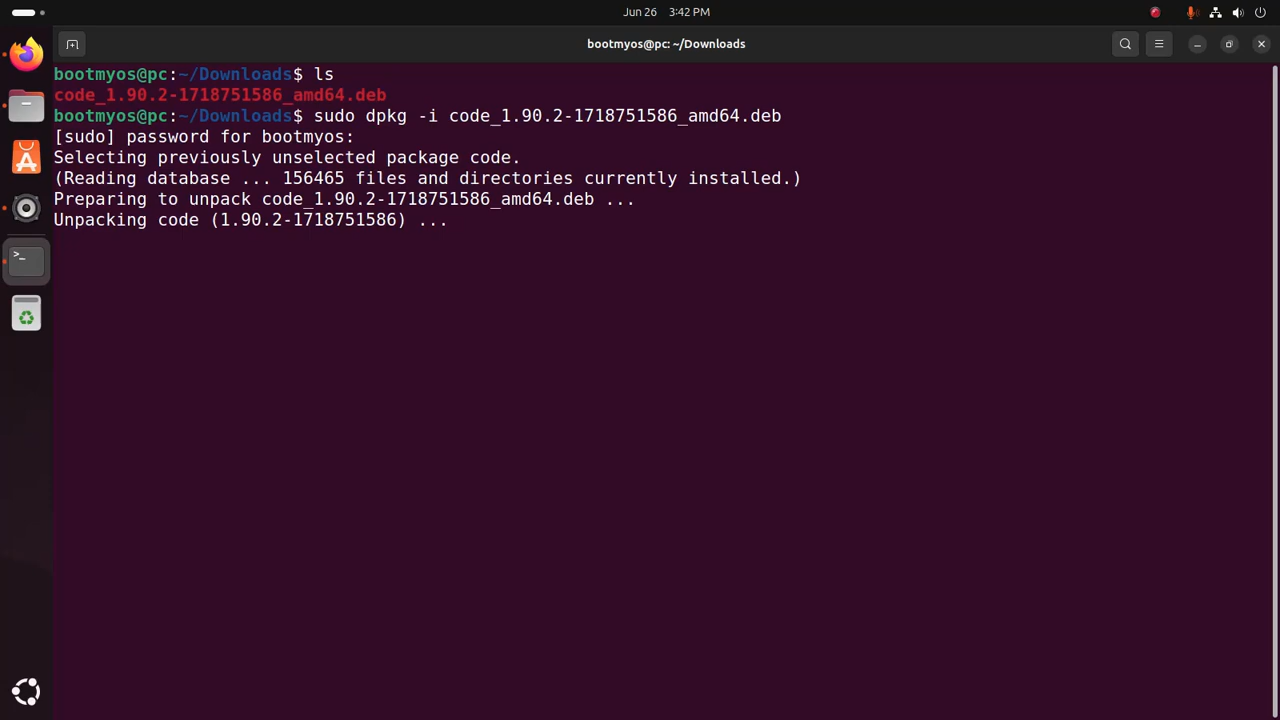 Jun 26 3:42 PM
bootmyos@pc: ~/Downloads
bootmyos@pc:~/Downloads$ ls
code_1.90.2-1718751586_amd64.deb
bootmyos@pc:~/Downloads$ sudo dpkg -i code_1.90.2-1718751586_amd64.deb
[sudo] password for bootmyos:
Selecting previously unselected package code.
(Reading database ... 156465 files and directories currently installed.)
Preparing to unpack code_1.90.2-1718751586_amd64.deb ...
Unpacking code (1.90.2-1718751586) ...